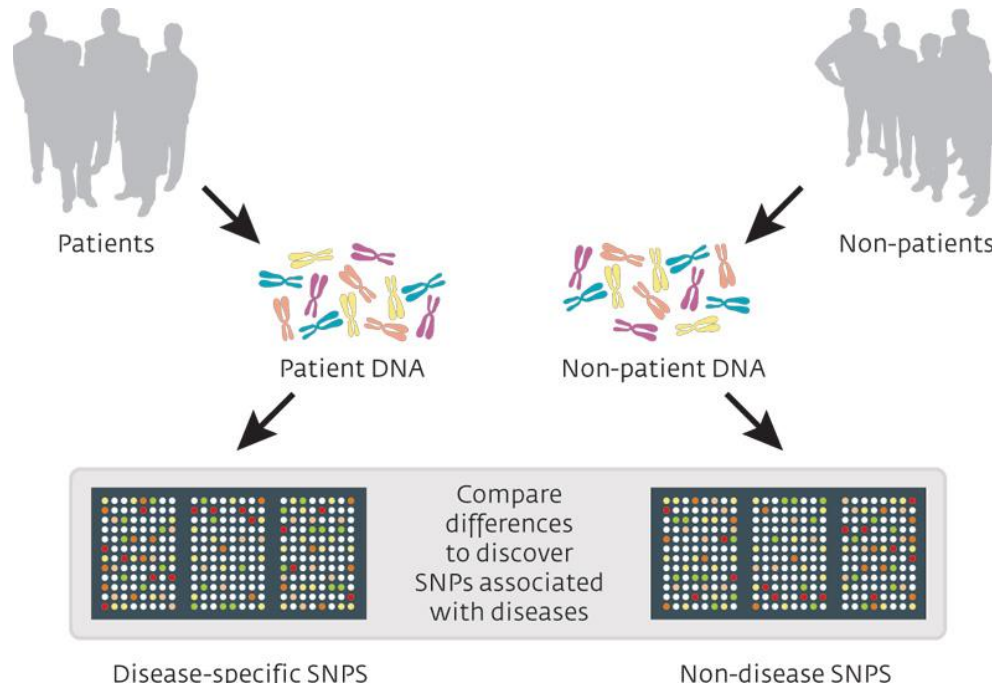 Patients
Non-patients
Patient DNA
Non-patient DNA
Compare
differences
to discover
SNPs associated
with diseases
Disease-specific SNPS
Non-disease SNPS